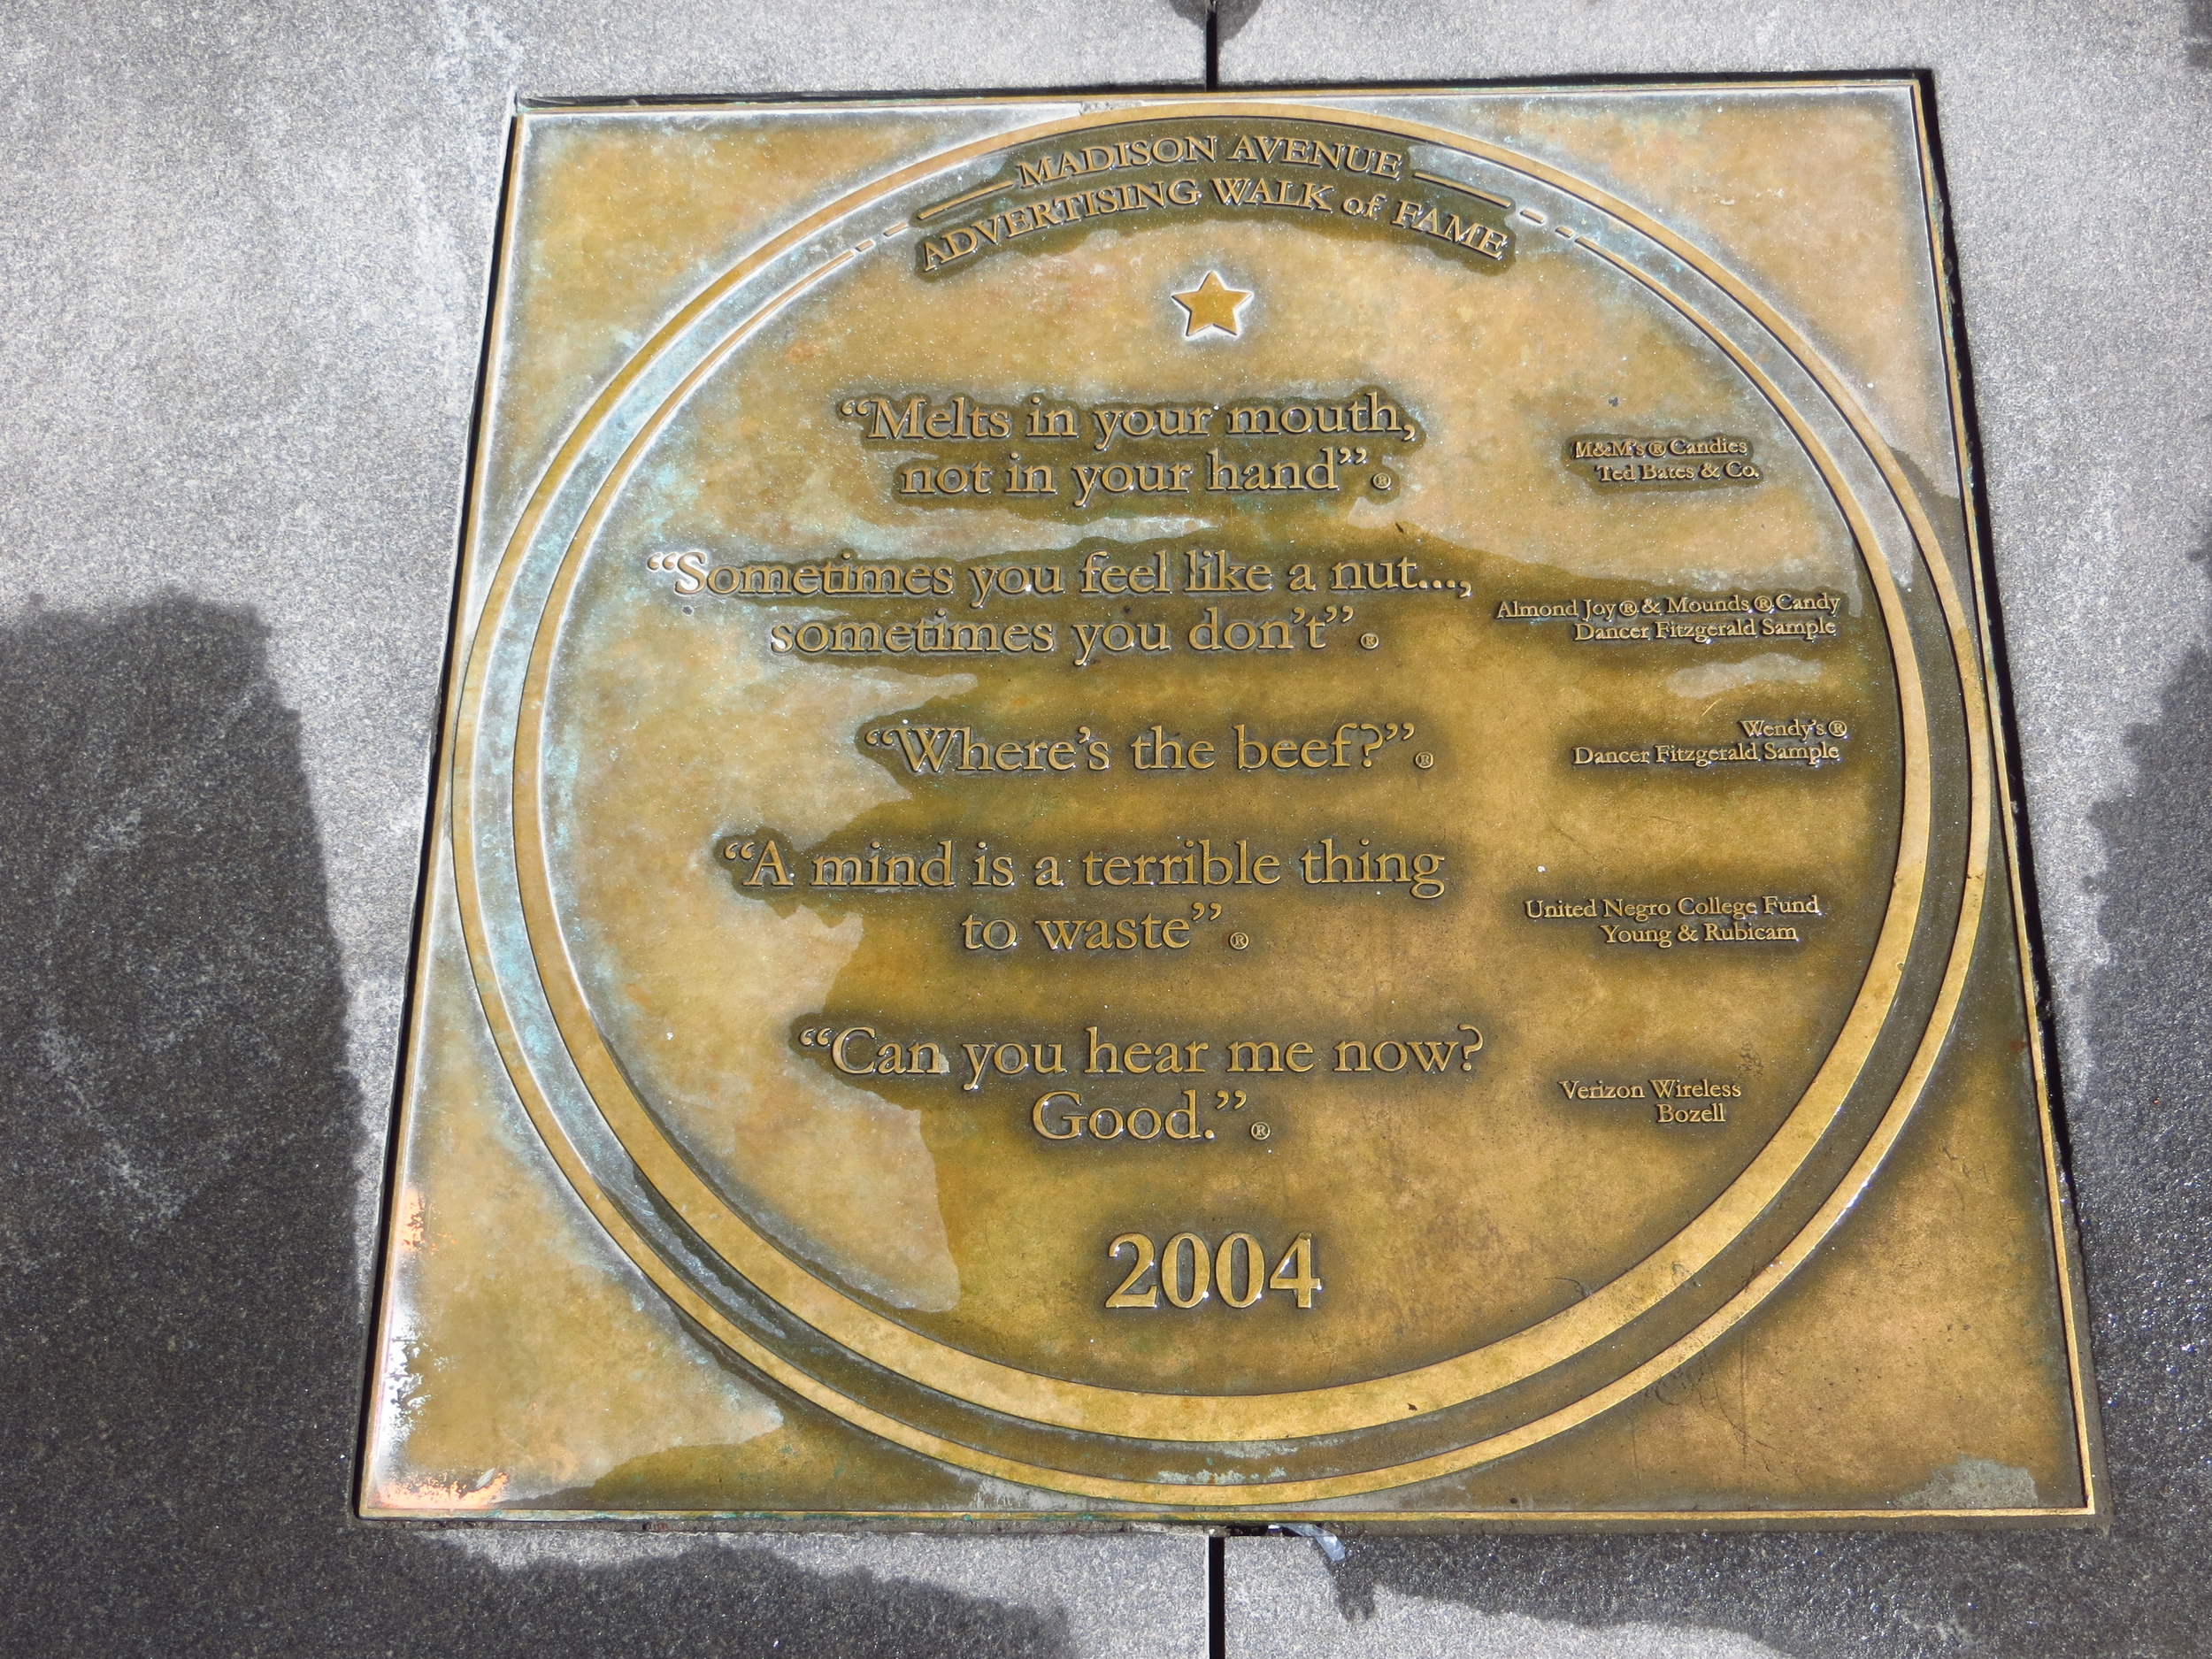 MADISON AVENUE
ADVERTISING WALK of FAME
“Melts in your mouth,
not in your hand”®
M&M's® Candies
Ted Bates & Co.
“Sometimes you feel like a nut...,
sometimes you don't”®
Almond Joy® & Mounds® Candy
Dancer Fitzgerald Sample
“Where's the beef?”®
Wendy's®
Dancer Fitzgerald Sample
“A mind is a terrible thing
to waste”®
United Negro College Fund
Young & Rubicam
“Can you hear me now?
Good.”®
Verizon Wireless
Bozell
2004